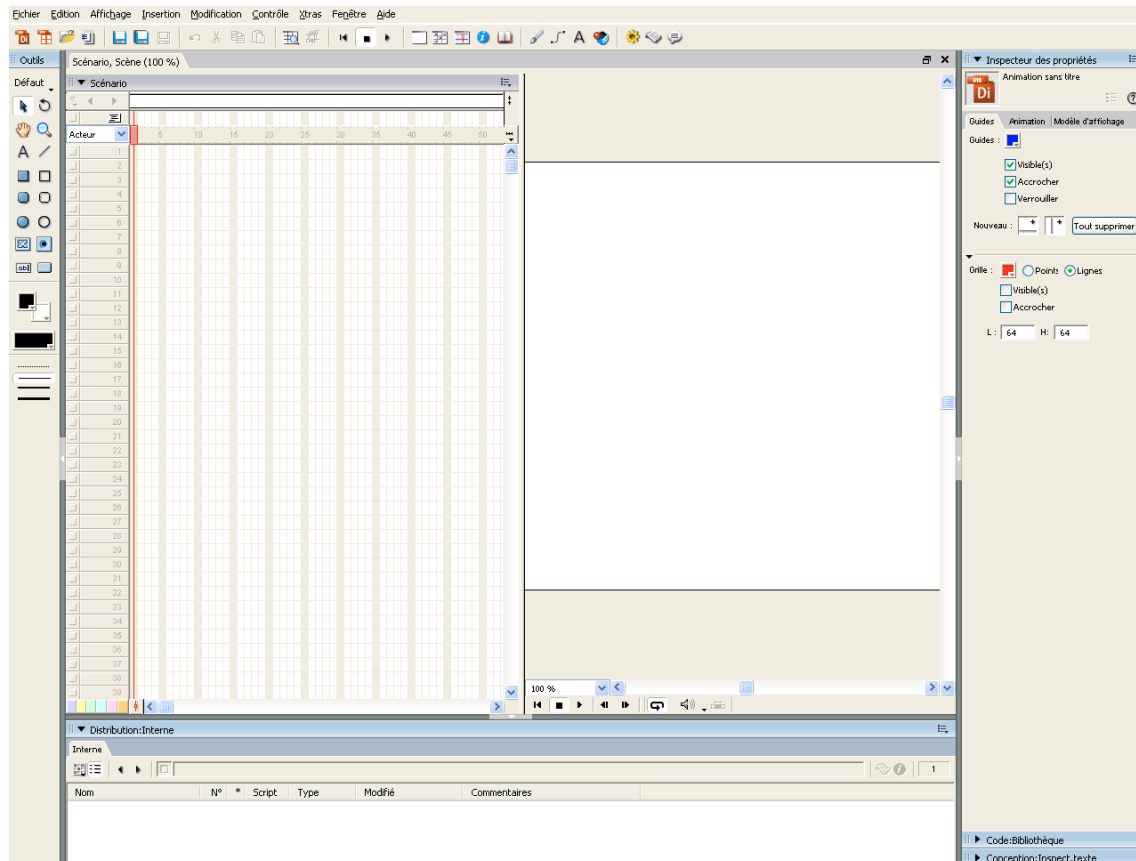 Fichier Edition Affichage Insertion Modification Contrôle Xtras Fenêtre Aide
Outils
Scénario, Scène (100 %)
Inspecteur des propriétés
Défaut
Scénario
Animation sans titre
DIR
Di
Guides Animation Modèle d'affichage
Acteur
5 10 15 20 25 30 35 40 45 50
Guides :
1
2
3
4
5
6
7
8
9
10
11
12
13
14
15
16
17
18
19
20
21
22
23
24
25
26
27
28
29
30
31
32
33
34
35
36
37
38
39
Visible(s)
Accrocher
Verrouiller
Nouveau : Tout supprimer
Grille : Points Lignes
Visible(s)
Accrocher
L : 64 H: 64
A
abl
100 %
Distribution:Interne
Interne
1
Nom N° * Script Type Modifié Commentaires
Code:Bibliothèque
Conception:Inspect.texte